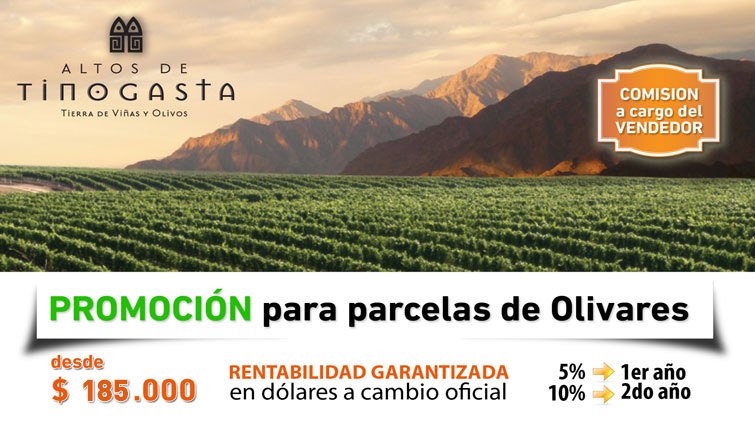 ALTOS DE
TINOGASTA
TIERRA DE VIÑAS Y OLIVOS
COMISION
a cargo del
VENDEDOR
PROMOCIÓN para parcelas de Olivares
desde
$ 185.000
RENTABILIDAD GARANTIZADA
en dólares a cambio oficial
5% 1er año
10% 2do año